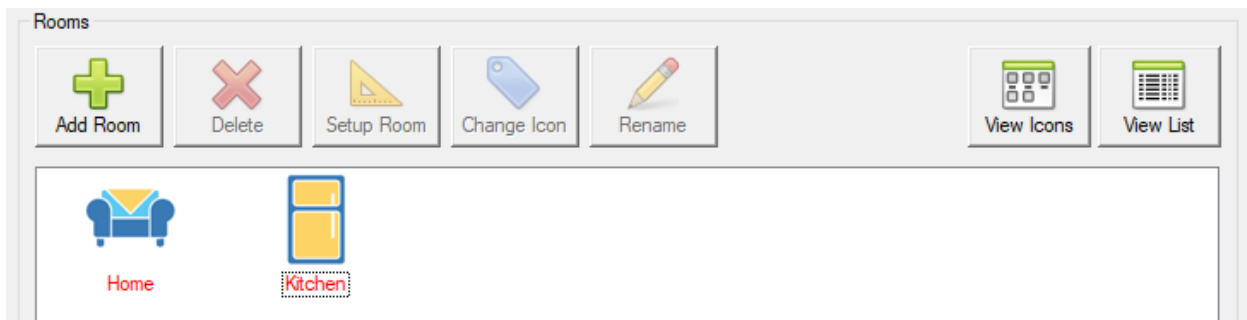 Rooms
Add Room
Delete
Setup Room
Change Icon
Rename
View Icons
View List
Home
Kitchen